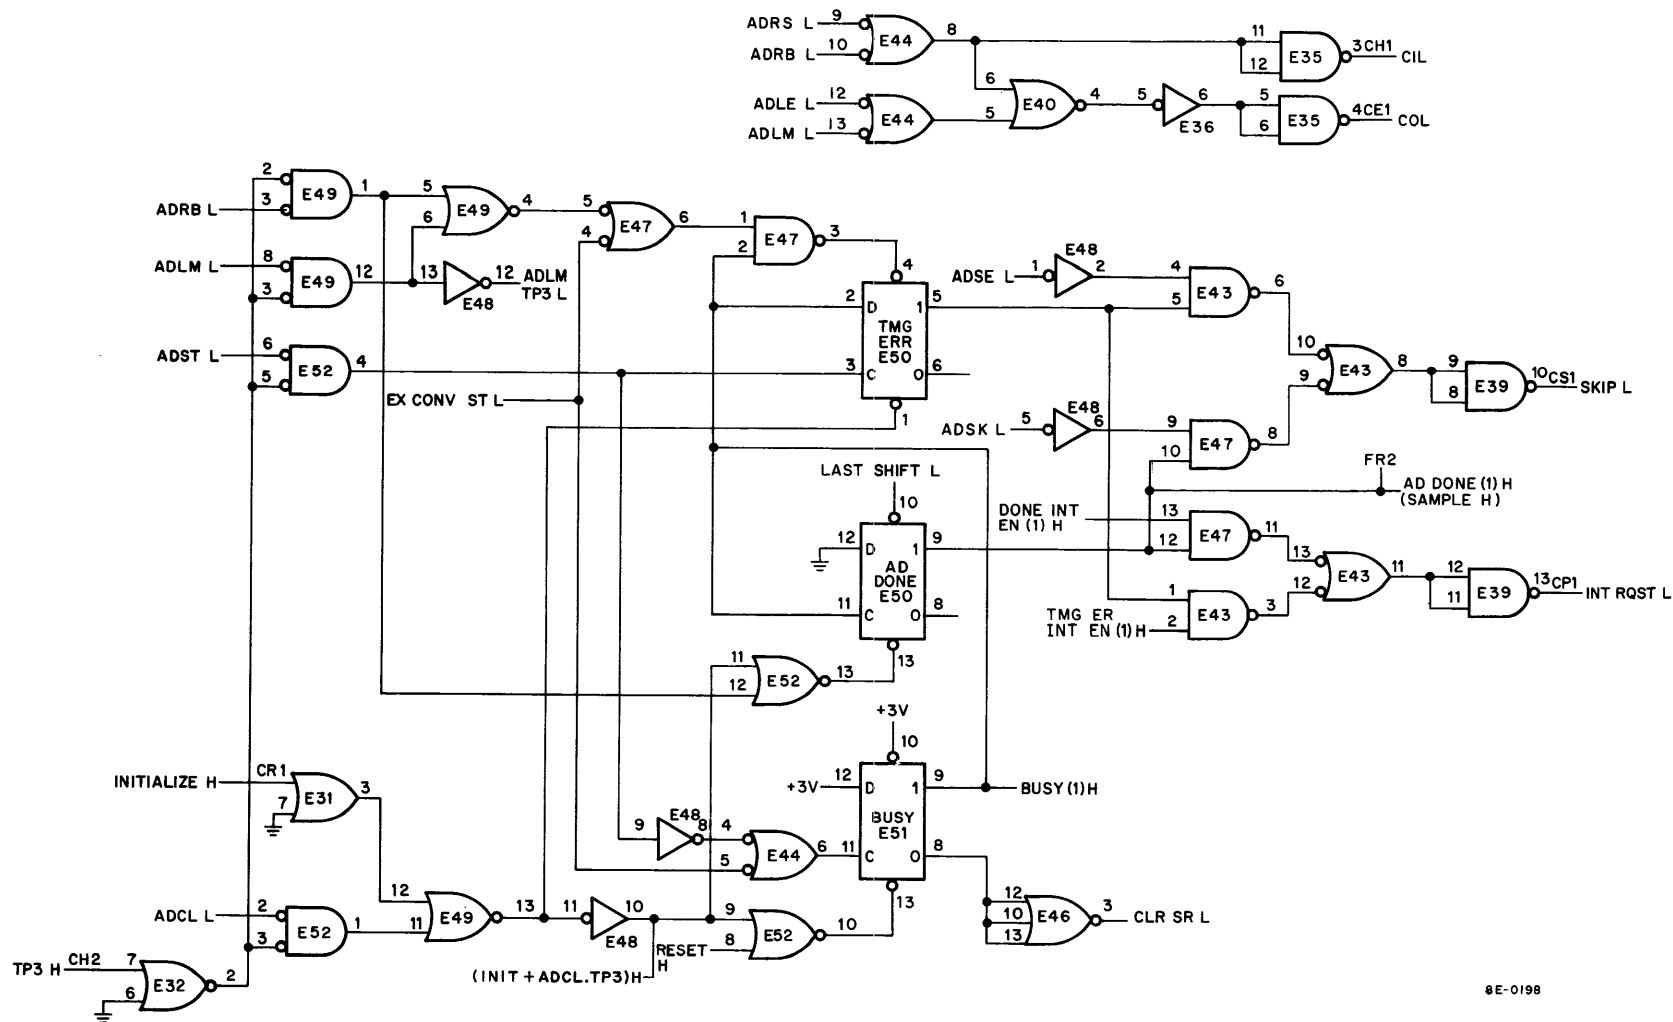 ADRS L 9 8 11 3CH1
E44 E35 CIL
ADRB L 10 12
6
E40 4 5 6 5 4CE1
ADLE L 12 E44 5 E36 E35 COL
ADLM L 13 6
2 E49 1 5 E49 4 5 E47 6 1 E47 3
ADRB L 3 6 4 2
ADLM L 8 E49 12 13 E48 12 ADLM
TP3 L
3
4
2 D 1 5
TMG
ERR
E50
3 C 0 6
1
ADSE L 1 E48 2 4 E43 6
5
ADST L 6 E52 4
5
EX CONV ST L
10 E43 8 9 E39 10CS1 SKIP L
9 8
ADSK L 5 E48 6 9 E47 8
10
FR2
AD DONE (1) H
(SAMPLE H)
LAST SHIFT L
10
12 D 1 9
AD
DONE
E50
11 C 0 8
13
DONE INT
EN (1) H
13 E47 11
12
13 E43 11 12 E39 13CP1 INT RQST L
12 11
TMG ER
INT EN (1) H
1 E43 3
2
11 E52 13
12
+3V
10
+3V 12 D 1 9 BUSY (1) H
BUSY
E51
11 C 0 8
13
INITIALIZE H CR1 E31 3
7
9 E48 8 4 E44 6
5
12 E46 3 CLR SR L
10
13
ADCL L 2 E52 1
3
12 E49 13 11 E48 10 9 E52 10
11 8
RESET
H
(INIT + ADCL.TP3) H
TP3 H CH2 7 E32 2
6
8E-0198